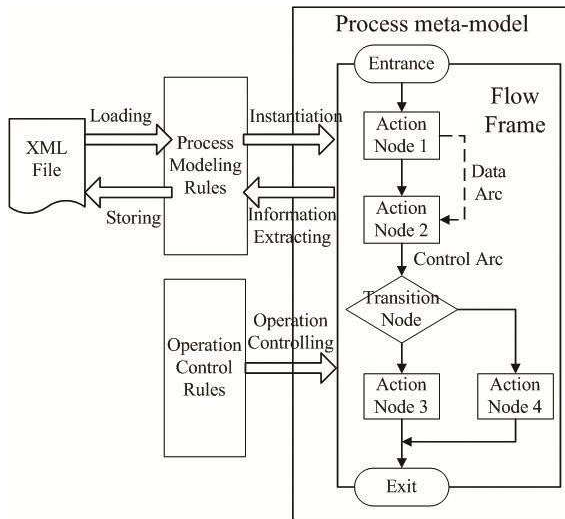 Process meta-model
Entrance
Flow
Frame
Loading
Instantiation
XML
File
Process
Modeling
Rules
Action
Node 1
Data
Arc
Storing
Information
Extracting
Action
Node 2
Control Arc
Transition
Node
Operation
Controlling
Operation
Control
Rules
Action
Node 3
Action
Node 4
Exit